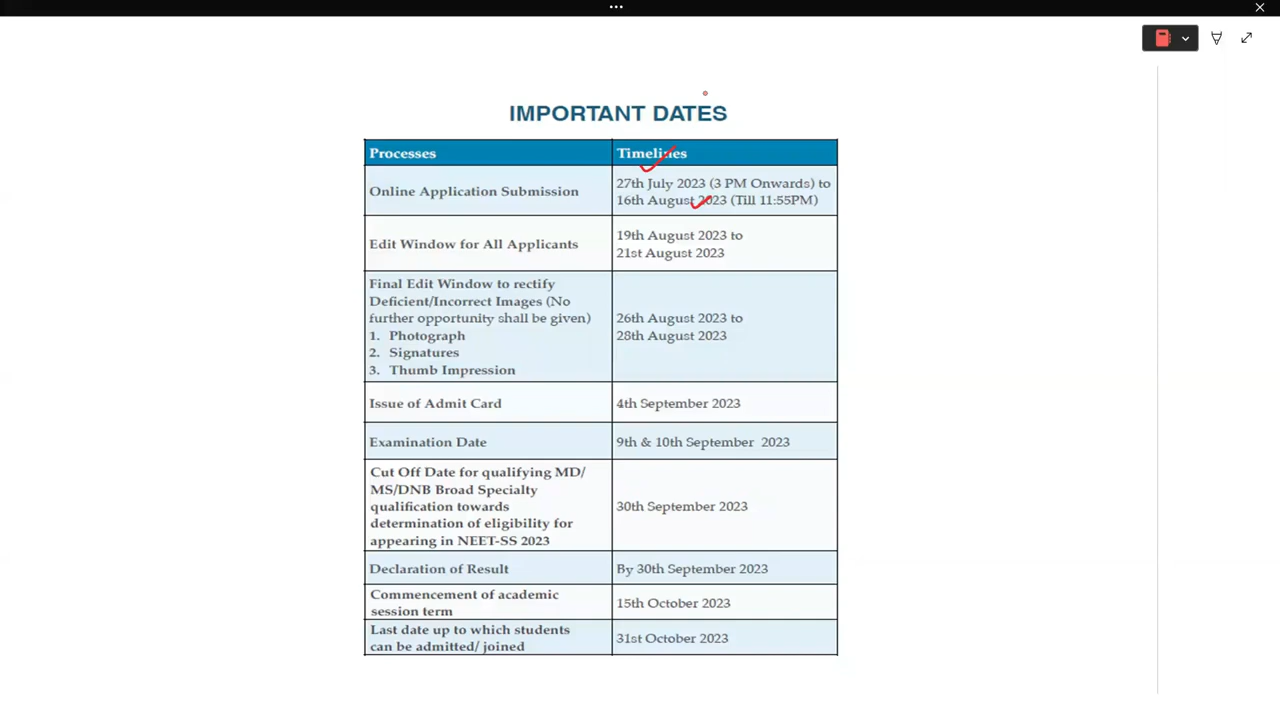 IMPORTANT DATES
Processes
Timelines
Online Application Submission
27th July 2023 (3 PM Onwards) to
16th August 2023 (Till 11:55PM)
Edit Window for All Applicants
19th August 2023 to
21st August 2023
Final Edit Window to rectify
Deficient/Incorrect Images (No
further opportunity shall be given)
1. Photograph
2. Signatures
3. Thumb Impression
26th August 2023 to
28th August 2023
Issue of Admit Card
4th September 2023
Examination Date
9th & 10th September 2023
Cut Off Date for qualifying MD/
MS/DNB Broad Specialty
qualification towards
determination of eligibility for
appearing in NEET-SS 2023
30th September 2023
Declaration of Result
By 30th September 2023
Commencement of academic
session term
15th October 2023
Last date up to which students
can be admitted/ joined
31st October 2023